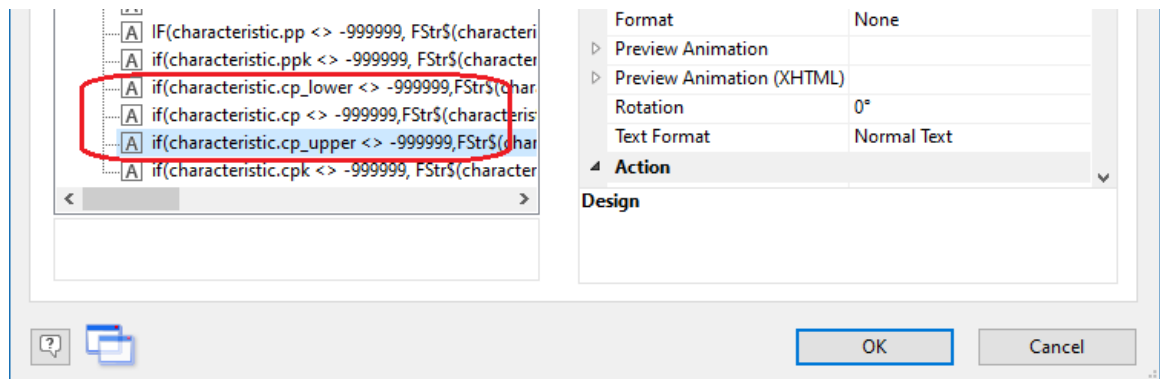 A IF(characteristic.pp <> -999999, FStr$(characteri
A if(characteristic.ppk <> -999999, FStr$(character
A if(characteristic.cp_lower <> -999999,FStr$(char
A if(characteristic.cp <> -999999,FStr$(characteris
A if(characteristic.cp_upper <> -999999,FStr$(char
A if(characteristic.cpk <> -999999, FStr$(character
Format None
Preview Animation
Preview Animation (XHTML)
Rotation 0°
Text Format Normal Text
Action
Design
OK Cancel